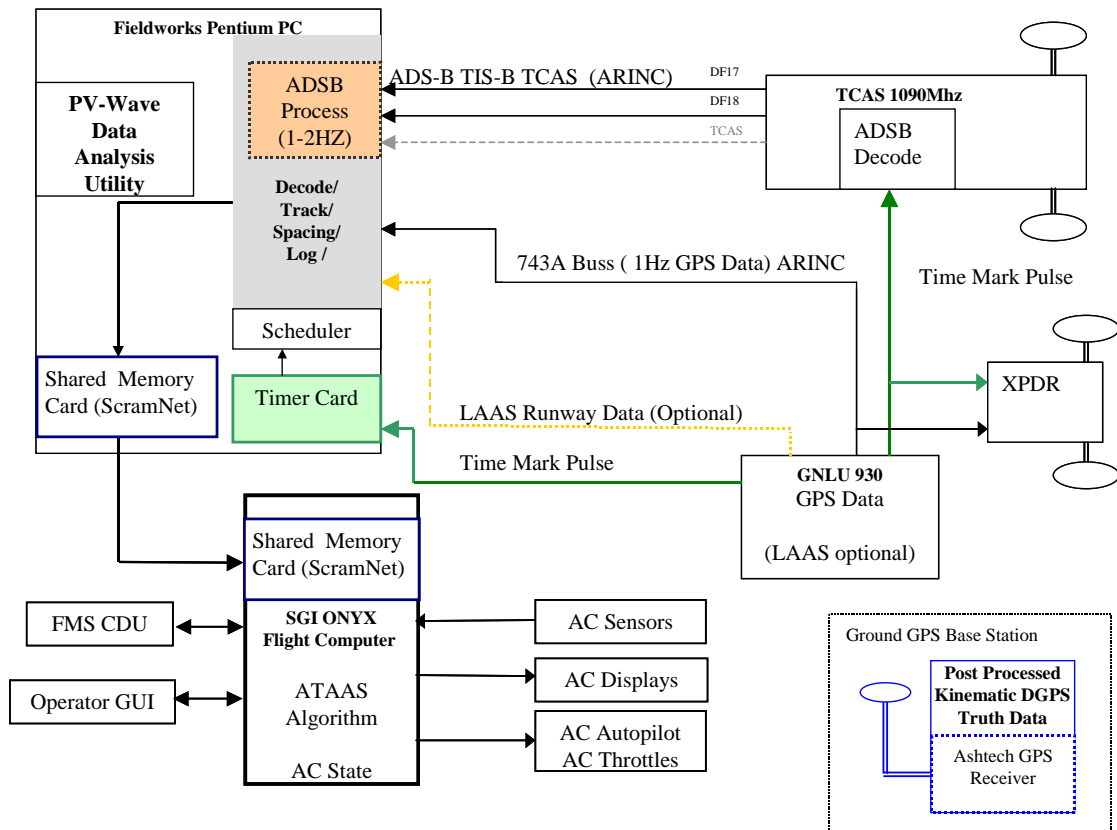 Fieldworks Pentium PC
PV-Wave
Data
Analysis
Utility
ADSB
Process
(1-2HZ)
Decode/
Track/
Spacing/
Log /
Scheduler
Timer Card
Shared Memory
Card (ScramNet)
ADS-B TIS-B TCAS (ARINC)
DF17
DF18
TCAS
TCAS 1090Mhz
ADSB
Decode
743A Buss ( 1Hz GPS Data) ARINC
Time Mark Pulse
XPDR
LAAS Runway Data (Optional)
Time Mark Pulse
GNLU 930
GPS Data
(LAAS optional)
Shared Memory
Card (ScramNet)
SGI ONYX
Flight Computer
ATAAS
Algorithm
AC State
FMS CDU
Operator GUI
AC Sensors
AC Displays
AC Autopilot
AC Throttles
Ground GPS Base Station
Post Processed
Kinematic DGPS
Truth Data
Ashtech GPS
Receiver